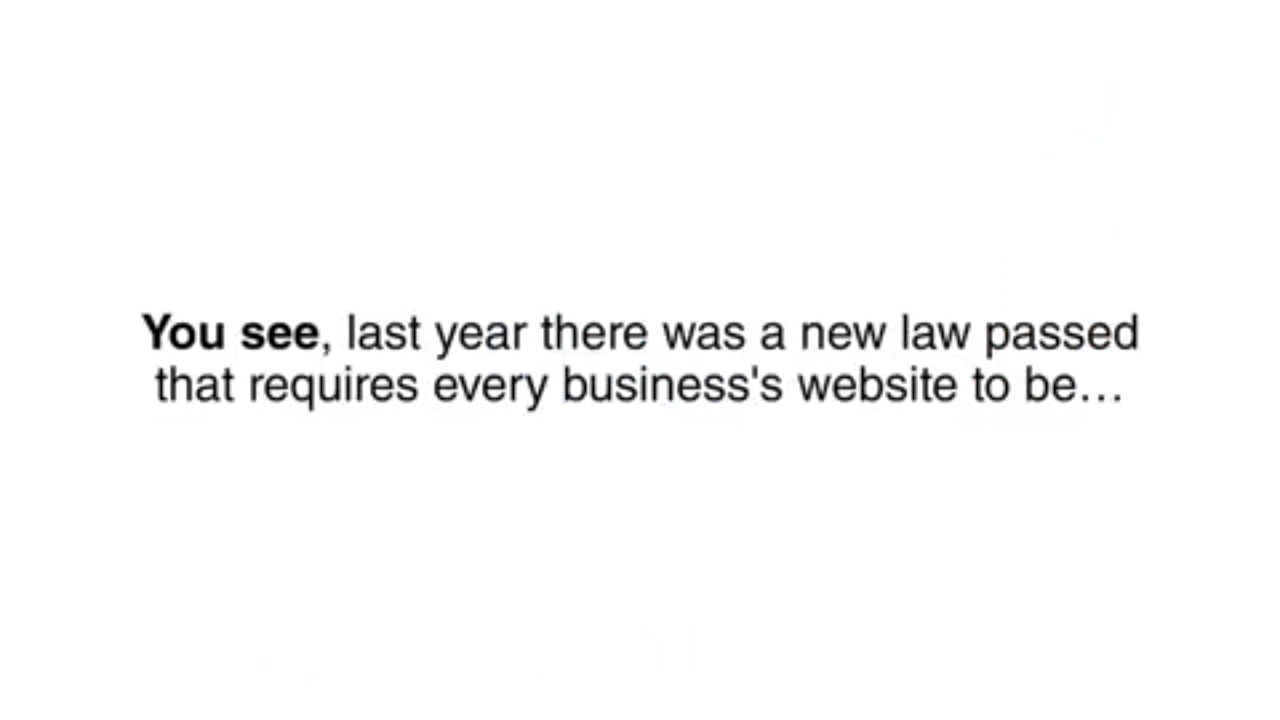 You see, last year there was a new law passed
that requires every business's website to be…